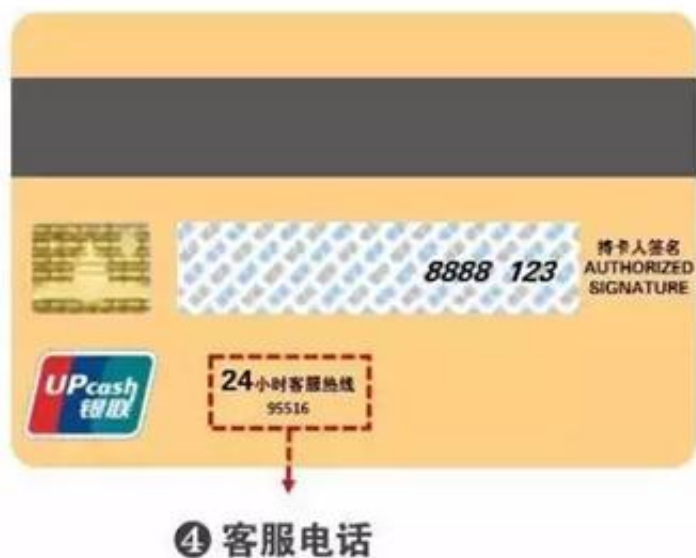 8888 123
持卡人签名
AUTHORIZED
SIGNATURE
UPcash
银联
24小时客服热线
95516
❹ 客服电话